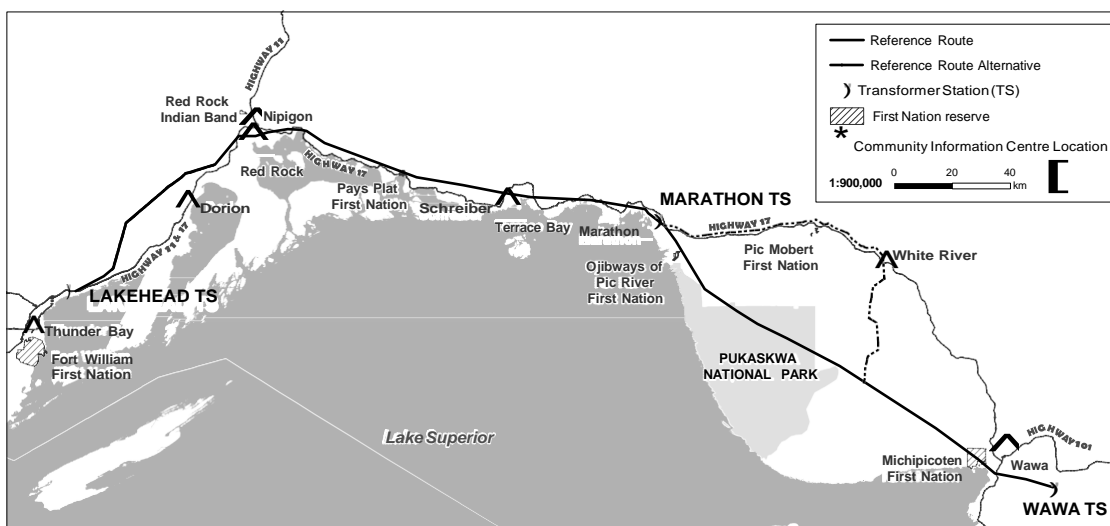 HIGHWAY 11
Red Rock
Indian Band
Nipigon
Red Rock
HIGHWAY 17
Pays Plat
First Nation
Dorion
Schreiber
Terrace Bay
Marathon
MARATHON TS
HIGHWAY 17
Pic Mobert
First Nation
White River
Ojibways of
Pic River
First Nation
HIGHWAY 11 & 17
LAKEHEAD TS
Thunder Bay
Fort William
First Nation
PUKASKWA
NATIONAL PARK
Lake Superior
Michipicoten
First Nation
HIGHWAY 101
Wawa
WAWA TS
Reference Route
Reference Route Alternative
Transformer Station (TS)
First Nation reserve
* Community Information Centre Location
1:900,000
0 20 40
km